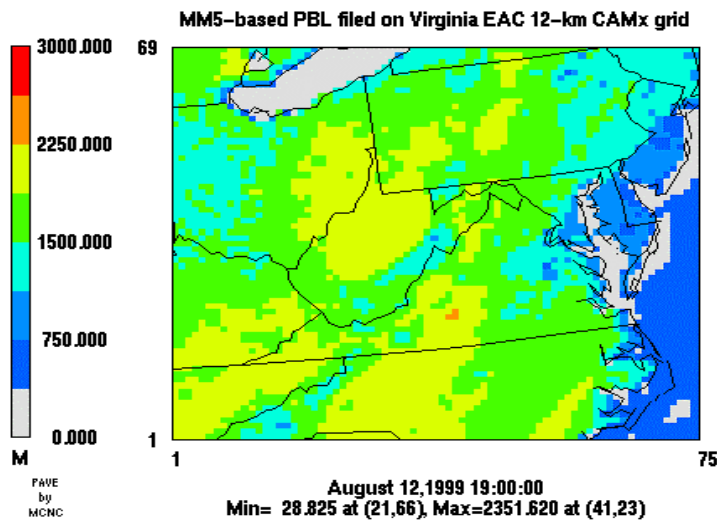 MM5-based PBL filed on Virginia EAC 12-km CAMx grid
3000.000
2250.000
1500.000
750.000
0.000
M
PAVE
by
MCNC
69
1
1
75
August 12,1999 19:00:00
Min= 28.825 at (21,66), Max=2351.620 at (41,23)